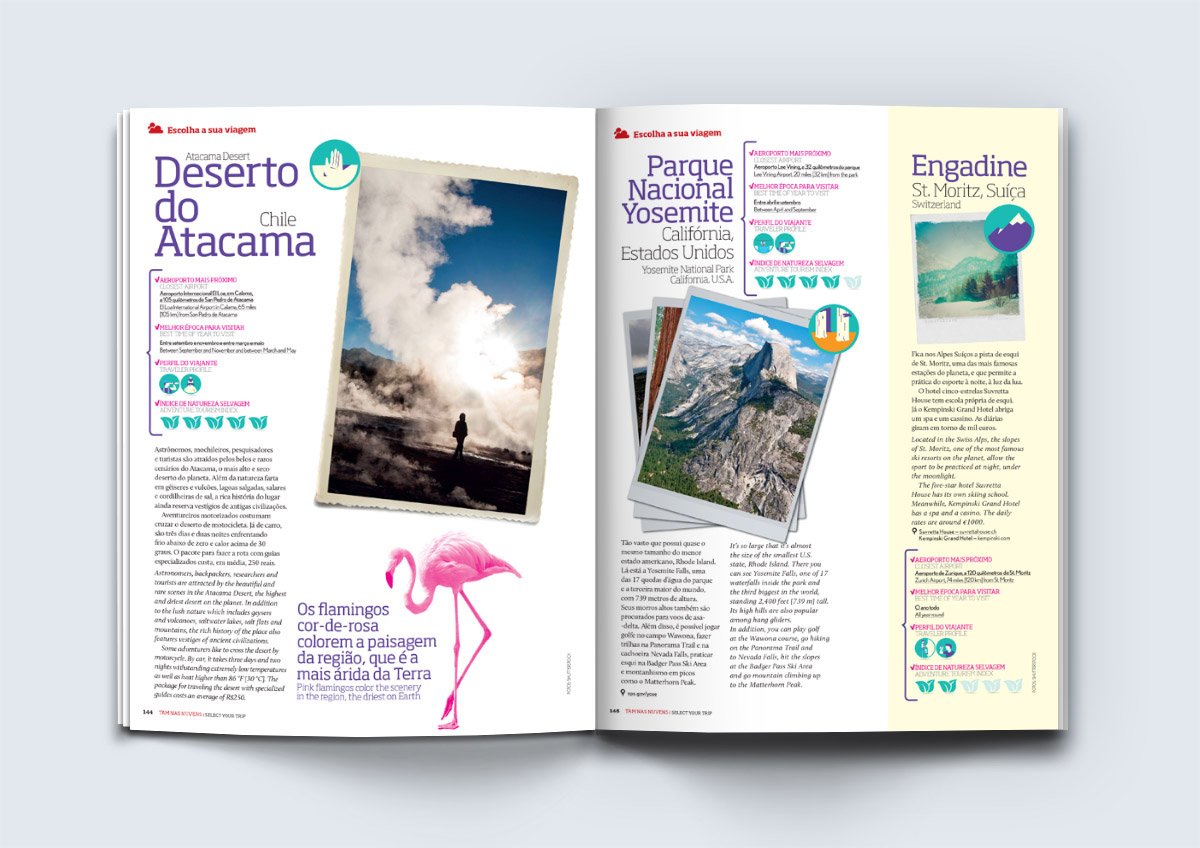 Escolha a sua viagem
Atacama Desert
Deserto
do
Chile
Atacama
AEROPORTO MAIS PRÓXIMO
CLOSEST AIRPORT
Aeroporto Internacional El Loa, em Calama,
a 105 quilômetros de San Pedro de Atacama
El Loa International Airport in Calama, 65 miles
[105 km] from San Pedro de Atacama
MELHOR ÉPOCA PARA VISITAR
BEST TIME OF YEAR TO VISIT
Entre setembro e novembro e entre março e maio
Between September and November and between March and May
PERFIL DO VIAJANTE
TRAVELER PROFILE
ÍNDICE DE NATUREZA SELVAGEM
ADVENTURE TOURISM INDEX
Astrônomos, mochileiros, pesquisadores
e turistas são atraídos pelos belos e raros
cenários do Atacama, o mais alto e seco
deserto do planeta. Além da natureza farta
em gêiseres e vulcões, lagoas salgadas, salares
e cordilheiras de sal, a rica história do lugar
ainda reserva vestígios de antigas civilizações.
Aventureiros motorizados costumam
cruzar o deserto de motocicleta. Já de carro,
são três dias e duas noites enfrentando
frio abaixo de zero e calor acima de 30
graus. O pacote para fazer a rota com guias
especializados custa, em média, 250 reais.
Astronomers, backpackers, researchers and
tourists are attracted by the beautiful and
rare scenes in the Atacama Desert, the highest
and driest desert on the planet. In addition
to the lush nature which includes geysers
and volcanoes, saltwater lakes, salt flats and
mountains, the rich history of the place also
features vestiges of ancient civilizations.
Some adventurers like to cross the desert by
motorcycle. By car, it takes three days and two
nights withstanding extremely low temperatures
as well as heat higher than 86 °F [30 °C]. The
package for traveling the desert with specialized
guides costs an average of R$250.
Os flamingos
cor-de-rosa
colorem a paisagem
da região, que é a
mais árida da Terra
Pink flamingos color the scenery
in the region, the driest on Earth
FOTOS SHUTTERSTOCK
144 TAM NAS NUVENS / SELECT YOUR TRIP
Escolha a sua viagem
Parque
Nacional
Yosemite
Califórnia,
Estados Unidos
Yosemite National Park
California, U.S.A.
AEROPORTO MAIS PRÓXIMO
CLOSEST AIRPORT
Aeroporto Lee Vining, a 32 quilômetros do parque
Lee Vining Airport, 20 miles [32 km] from the park
MELHOR ÉPOCA PARA VISITAR
BEST TIME OF YEAR TO VISIT
Entre abril e setembro
Between April and September
PERFIL DO VIAJANTE
TRAVELER PROFILE
ÍNDICE DE NATUREZA SELVAGEM
ADVENTURE TOURISM INDEX
Tão vasto que possui quase o
mesmo tamanho do menor
estado americano, Rhode Island.
Lá está a Yosemite Falls, uma
das 17 quedas d'água do parque
e a terceira maior do mundo,
com 739 metros de altura.
Seus morros altos também são
procurados para voos de asa-
-delta. Além disso, é possível jogar
golfe no campo Wawona, fazer
trilhas na Panorama Trail e na
cachoeira Nevada Falls, praticar
esqui na Badger Pass Ski Area
e montanhismo em picos
como o Matterhorn Peak.
nps.gov/yose
It's so large that it's almost
the size of the smallest U.S.
state, Rhode Island. There you
can see Yosemite Falls, one of 17
waterfalls inside the park and
the third biggest in the world,
standing 2,400 feet [739 m] tall.
Its high hills are also popular
among hang gliders.
In addition, you can play golf
at the Wawona course, go hiking
on the Panorama Trail and
to Nevada Falls, hit the slopes
at the Badger Pass Ski Area
and go mountain climbing up
to the Matterhorn Peak.
146 TAM NAS NUVENS / SELECT YOUR TRIP
Engadine
St. Moritz, Suíça
Switzerland
Fica nos Alpes Suíços a pista de esqui
de St. Moritz, uma das mais famosas
estações do planeta, e que permite a
prática do esporte à noite, à luz da lua.
O hotel cinco-estrelas Suvretta
House tem escola própria de esqui.
Já o Kempinski Grand Hotel abriga
um spa e um cassino. As diárias
giram em torno de mil euros.
Located in the Swiss Alps, the slopes
of St. Moritz, one of the most famous
ski resorts on the planet, allow the
sport to be practiced at night, under
the moonlight.
The five-star hotel Suvretta
House has its own skiing school.
Meanwhile, Kempinski Grand Hotel
has a spa and a casino. The daily
rates are around €1000.
Suvretta House – suvrettahouse.ch
Kempinski Grand Hotel – kempinski.com
AEROPORTO MAIS PRÓXIMO
CLOSEST AIRPORT
Aeroporto de Zurique, a 120 quilômetros de St. Moritz
Zurich Airport, 74 miles [120 km] from St. Moritz
MELHOR ÉPOCA PARA VISITAR
BEST TIME OF YEAR TO VISIT
O ano todo
All year round
PERFIL DO VIAJANTE
TRAVELER PROFILE
ÍNDICE DE NATUREZA SELVAGEM
ADVENTURE TOURISM INDEX
FOTOS SHUTTERSTOCK